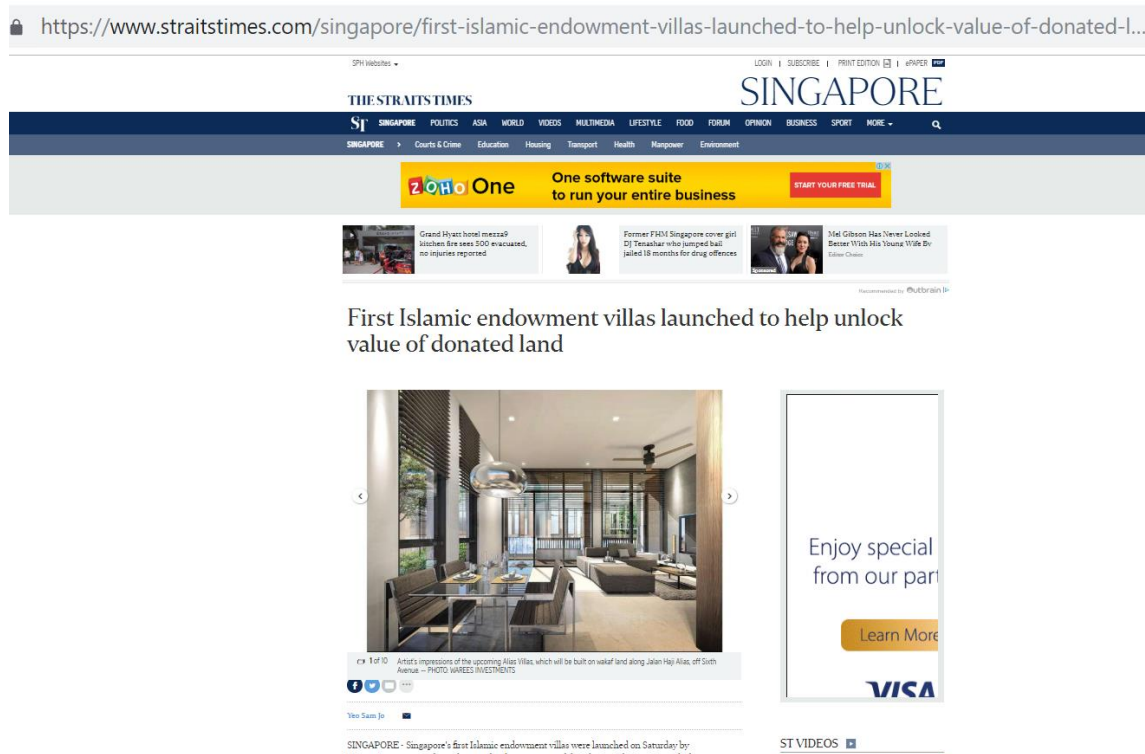 https://www.straitstimes.com/singapore/first-islamic-endowment-villas-launched-to-help-unlock-value-of-donated-l...
SPH Websites
LOGIN | SUBSCRIBE | PRINT EDITION | ePAPER PDF
THE STRAITS TIMES
SINGAPORE
ST SINGAPORE POLITICS ASIA WORLD VIDEOS MULTIMEDIA LIFESTYLE FOOD FORUM OPINION BUSINESS SPORT MORE
SINGAPORE > Courts & Crime Education Housing Transport Health Manpower Environment
ZOHO One
One software suite
to run your entire business
START YOUR FREE TRIAL
Grand Hyatt hotel mezza9
kitchen fire sees 500 evacuated,
no injuries reported
Former FHM Singapore cover girl
DJ Tenashar who jumped bail
jailed 18 months for drug offences
Sponsored
Mel Gibson Has Never Looked
Better With His Young Wife By
Editor Choice
Recommended by Outbrain
First Islamic endowment villas launched to help unlock
value of donated land
1 of 10
Artist's impressions of the upcoming Alias Villas, which will be built on wakaf land along Jalan Haji Alias, off Sixth
Avenue. -- PHOTO: WAREES INVESTMENTS
Yeo Sam Jo
SINGAPORE - Singapore's first Islamic endowment villas were launched on Saturday by
Enjoy special
from our part
Learn More
VISA
ST VIDEOS